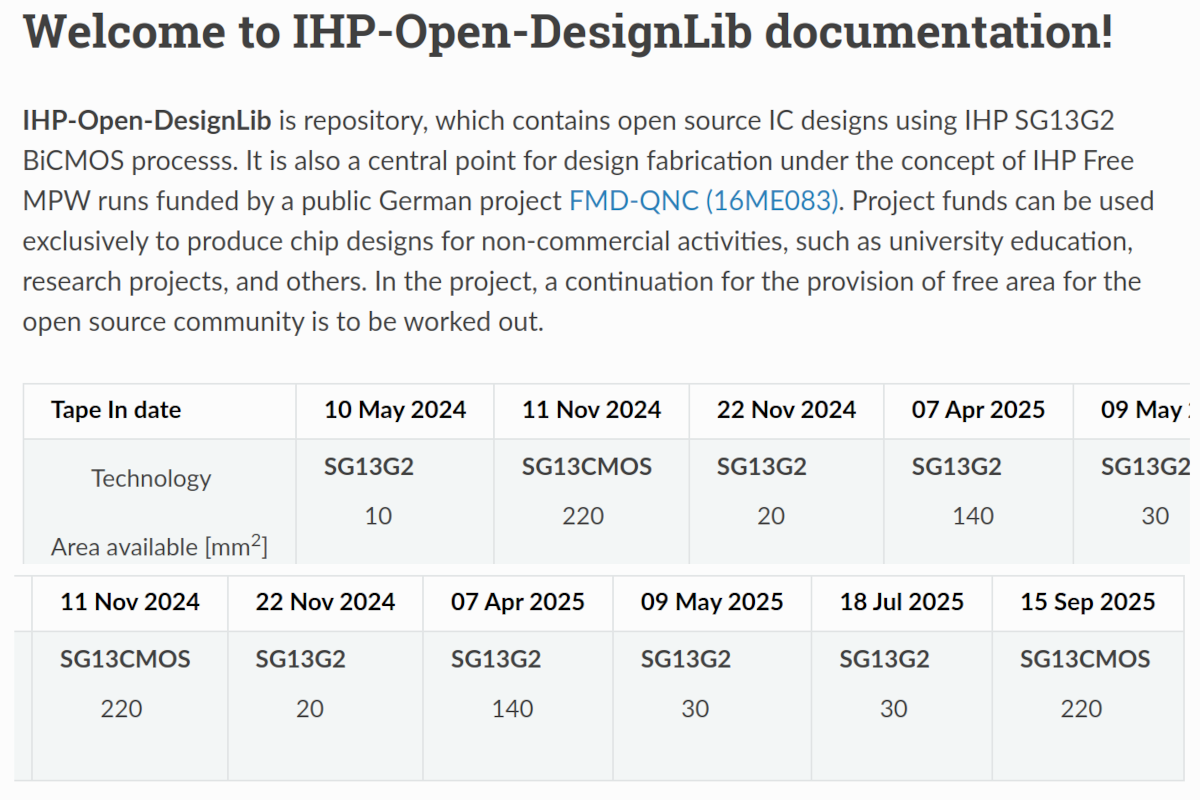 Welcome to IHP-Open-DesignLib documentation!
IHP-Open-DesignLib is repository, which contains open source IC designs using IHP SG13G2
BiCMOS processs. It is also a central point for design fabrication under the concept of IHP Free
MPW runs funded by a public German project FMD-QNC (16ME083). Project funds can be used
exclusively to produce chip designs for non-commercial activities, such as university education,
research projects, and others. In the project, a continuation for the provision of free area for the
open source community is to be worked out.
Tape In date 10 May 2024 11 Nov 2024 22 Nov 2024 07 Apr 2025 09 May
Technology SG13G2 SG13CMOS SG13G2 SG13G2 SG13G2
Area available [mm²] 10 220 20 140 30
11 Nov 2024 22 Nov 2024 07 Apr 2025 09 May 2025 18 Jul 2025 15 Sep 2025
SG13CMOS SG13G2 SG13G2 SG13G2 SG13G2 SG13CMOS
220 20 140 30 30 220